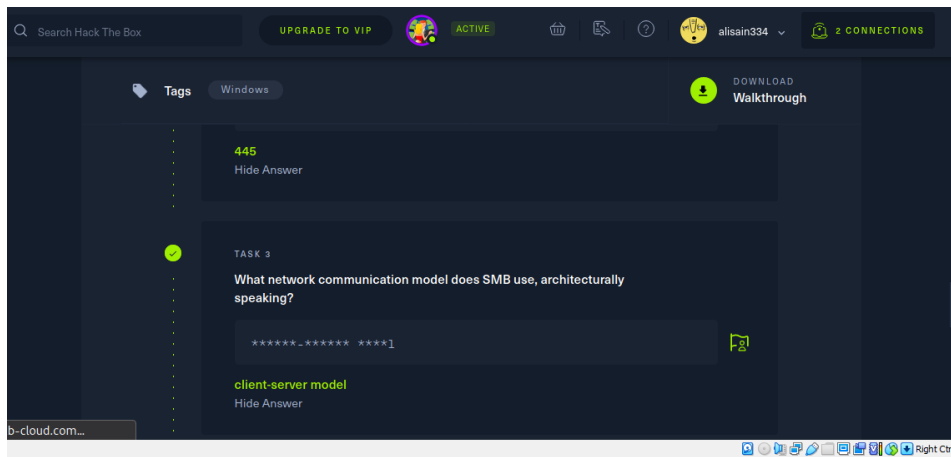 Search Hack The Box
UPGRADE TO VIP
ACTIVE
alisain334
2 CONNECTIONS
Tags
Windows
DOWNLOAD
Walkthrough
445
Hide Answer
TASK 3
What network communication model does SMB use, architecturally
speaking?
******-****** ****l
client-server model
Hide Answer
b-cloud.com...
Right Ctr